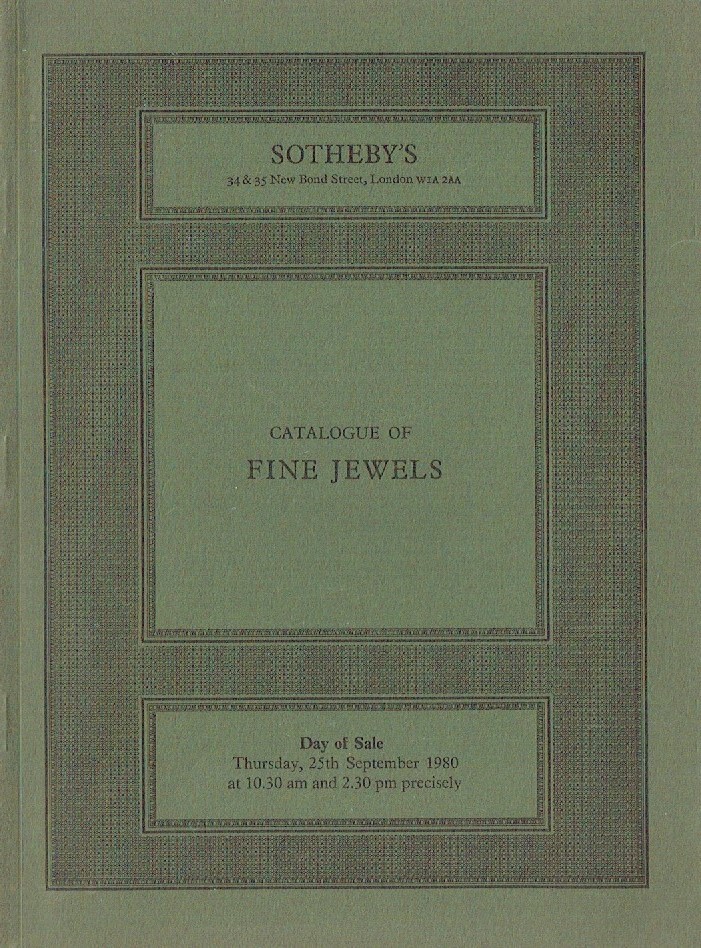 SOTHEBY'S
34 & 35 New Bond Street, London W1A 2AA
CATALOGUE OF
FINE JEWELS
Day of Sale
Thursday, 25th September 1980
at 10.30 am and 2.30 pm precisely